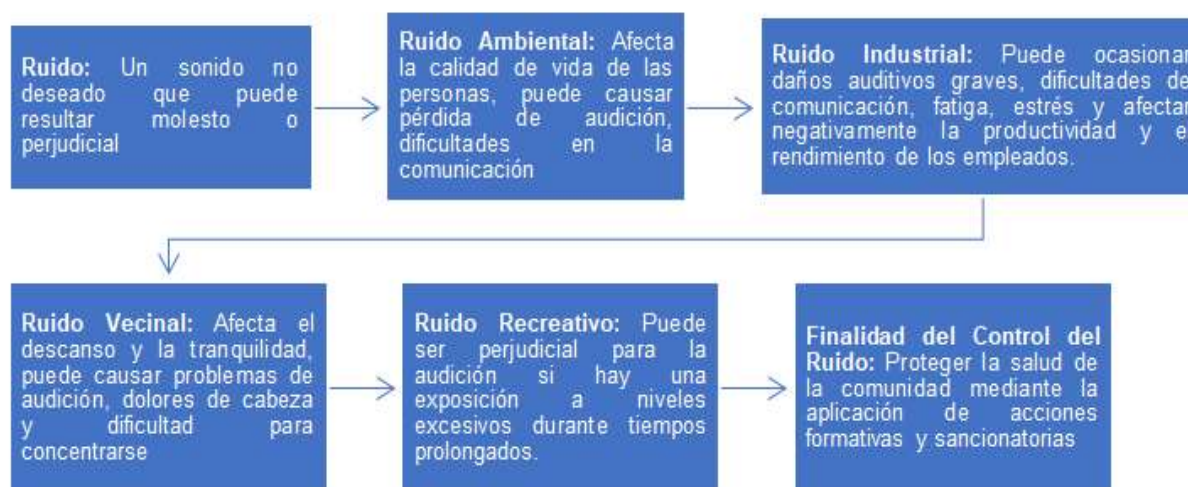 Ruido: Un sonido no
deseado que puede
resultar molesto o
perjudicial
Ruido Ambiental: Afecta
la calidad de vida de las
personas, puede causar
pérdida de audición,
dificultades en la
comunicación
Ruido Industrial: Puede ocasionar
daños auditivos graves, dificultades de
comunicación, fatiga, estrés y afectar
negativamente la productividad y el
rendimiento de los empleados.
Ruido Vecinal: Afecta el
descanso y la tranquilidad,
puede causar problemas de
audición, dolores de cabeza
y dificultad para
concentrarse
Ruido Recreativo: Puede
ser perjudicial para la
audición si hay una
exposición a niveles
excesivos durante tiempos
prolongados.
Finalidad del Control del
Ruido: Proteger la salud de
la comunidad mediante la
aplicación de acciones
formativas y sancionatorias